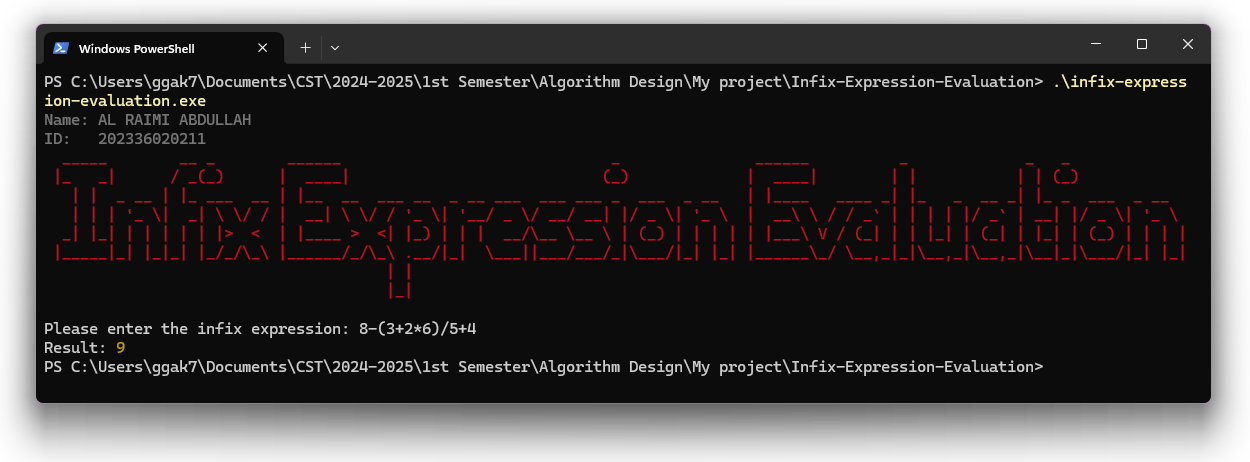 Windows PowerShell
PS C:\Users\ggak7\Documents\CST\2024-2025\1st Semester\Algorithm Design\My project\Infix-Expression-Evaluation> .\infix-express
ion-evaluation.exe
Name: AL RAIMI ABDULLAH
ID:   202336020211
Infix Expression Evaluation
Please enter the infix expression: 8-(3+2*6)/5+4
Result: 9
PS C:\Users\ggak7\Documents\CST\2024-2025\1st Semester\Algorithm Design\My project\Infix-Expression-Evaluation>